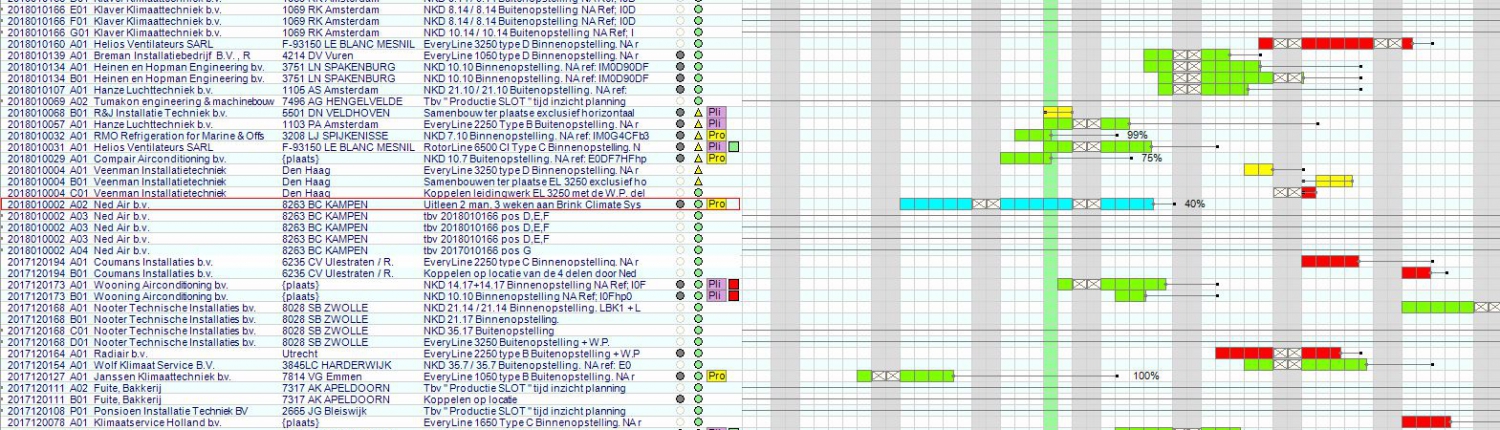 2018010166 E01 Klaver Klimaattechniek b.v. 1069 RK Amsterdam NKD 8.14 / 8.14 Buitenopstelling NA Ref; I0D
2018010166 F01 Klaver Klimaattechniek b.v. 1069 RK Amsterdam NKD 8.14 / 8.14 Buitenopstelling NA Ref; I0D
2018010166 G01 Klaver Klimaattechniek b.v. 1069 RK Amsterdam NKD 10.14 / 10.14 Buitenopstelling NA Ref; I
2018010160 A01 Helios Ventilateurs SARL F-93150 LE BLANC MESNIL EveryLine 3250 type D Binnenopstelling. NA r
2018010139 A01 Breman Installatiebedrijf B.V. , R 4214 DV Vuren EveryLine 1050 type D Binnenopstelling. NA r
2018010134 A01 Heinen en Hopman Engineering bv. 3751 LN SPAKENBURG NKD 10.10 Binnenopstelling. NA ref: IM0D90DF
2018010134 B01 Heinen en Hopman Engineering bv. 3751 LN SPAKENBURG NKD 10.10 Binnenopstelling. NA ref: IM0D90DF
2018010107 A01 Hanze Luchttechniek b.v. 1105 AS Amsterdam NKD 21.10 / 21.10 Buitenopstelling. NA ref:
2018010069 A02 Tumakon engineering & machinebouw 7496 AG HENGELVELDE Tbv " Productie SLOT " tijd inzicht planning
2018010068 B01 R&J Installatie Techniek b.v. 5501 DN VELDHOVEN Samenbouw ter plaatse exclusief horizontaal Pli
2018010057 A01 Hanze Luchttechniek b.v. 1103 PA Amsterdam EveryLine 2250 Type B Buitenopstelling. NA r Pli
2018010032 A01 RMO Refrigeration for Marine & Offs 3208 LJ SPIJKENISSE NKD 7.10 Binnenopstelling. NA ref: IM0G4CFb3 Pro 99%
2018010031 A01 Helios Ventilateurs SARL F-93150 LE BLANC MESNIL RotorLine 6500 CI Type C Binnenopstelling. N Pli
2018010029 A01 Compair Airconditioning b.v. {plaats} NKD 10.7 Buitenopstelling. NA ref: E0DF7HFhp Pro 75%
2018010004 A01 Veenman Installatietechniek Den Haag EveryLine 3250 type D Binnenopstelling. NA r
2018010004 B01 Veenman Installatietechniek Den Haag Samenbouwen ter plaatse EL 3250 exclusief ho
2018010004 C01 Veenman Installatietechniek Den Haag Koppelen leidingwerk EL 3250 met de W.P. del
2018010002 A02 Ned Air b.v. 8263 BC KAMPEN Uitleen 2 man, 3 weken aan Brink Climate Sys Pro 40%
2018010002 A03 Ned Air b.v. 8263 BC KAMPEN tbv 2018010166 pos D,E,F
2018010002 A03 Ned Air b.v. 8263 BC KAMPEN tbv 2018010166 pos D,E,F
2018010002 A03 Ned Air b.v. 8263 BC KAMPEN tbv 2018010166 pos D,E,F
2018010002 A04 Ned Air b.v. 8263 BC KAMPEN tbv 2017010166 pos G
2017120194 A01 Coumans Installaties b.v. 6235 CV Ulestraten / R. EveryLine 2250 type C Binnenopstelling. NA r
2017120194 B01 Coumans Installaties b.v. 6235 CV Ulestraten / R. Koppelen op locatie van de 4 delen door Ned
2017120173 A01 Wooning Airconditioning b.v. {plaats} NKD 14,17+14.17 Binnenopstelling NA Ref; I0F Pli
2017120173 B01 Wooning Airconditioning b.v. {plaats} NKD 10.10 Binnenopstelling NA Ref; I0Fhp0 Pli
2017120168 A01 Nooter Technische Installaties b.v. 8028 SB ZWOLLE NKD 21.14 / 21.14 Binnenopstelling. LBK1 + L
2017120168 B01 Nooter Technische Installaties b.v. 8028 SB ZWOLLE NKD 21.17 Binnenopstelling.
2017120168 C01 Nooter Technische Installaties b.v. 8028 SB ZWOLLE NKD 35.17 Buitenopstelling
2017120168 D01 Nooter Technische Installaties b.v. 8028 SB ZWOLLE EveryLine 3250 Buitenopstelling + W.P.
2017120164 A01 Radiair b.v. Utrecht EveryLine 2250 type B Buitenopstelling + W.P
2017120154 A01 Wolf Klimaat Service B.V. 3845LC HARDERWIJK NKD 35.7 / 35.7 Buitenopstelling. NA ref: E0
2017120127 A01 Janssen Klimaattechniek b.v. 7814 VG Emmen EveryLine 1050 type B Buitenopstelling. NA r Pro 100%
2017120111 A02 Fuite, Bakkerij 7317 AK APELDOORN Tbv " Productie SLOT " tijd inzicht planning
2017120111 B01 Fuite, Bakkerij 7317 AK APELDOORN Koppelen op locatie
2017120108 P01 Ponsioen Installatie Techniek BV 2665 JG Bleiswijk Tbv " Productie SLOT " tijd inzicht planning
2017120078 A01 Klimaatservice Holland b.v. {plaats} EveryLine 1650 Type C Binnenopstelling. NA r